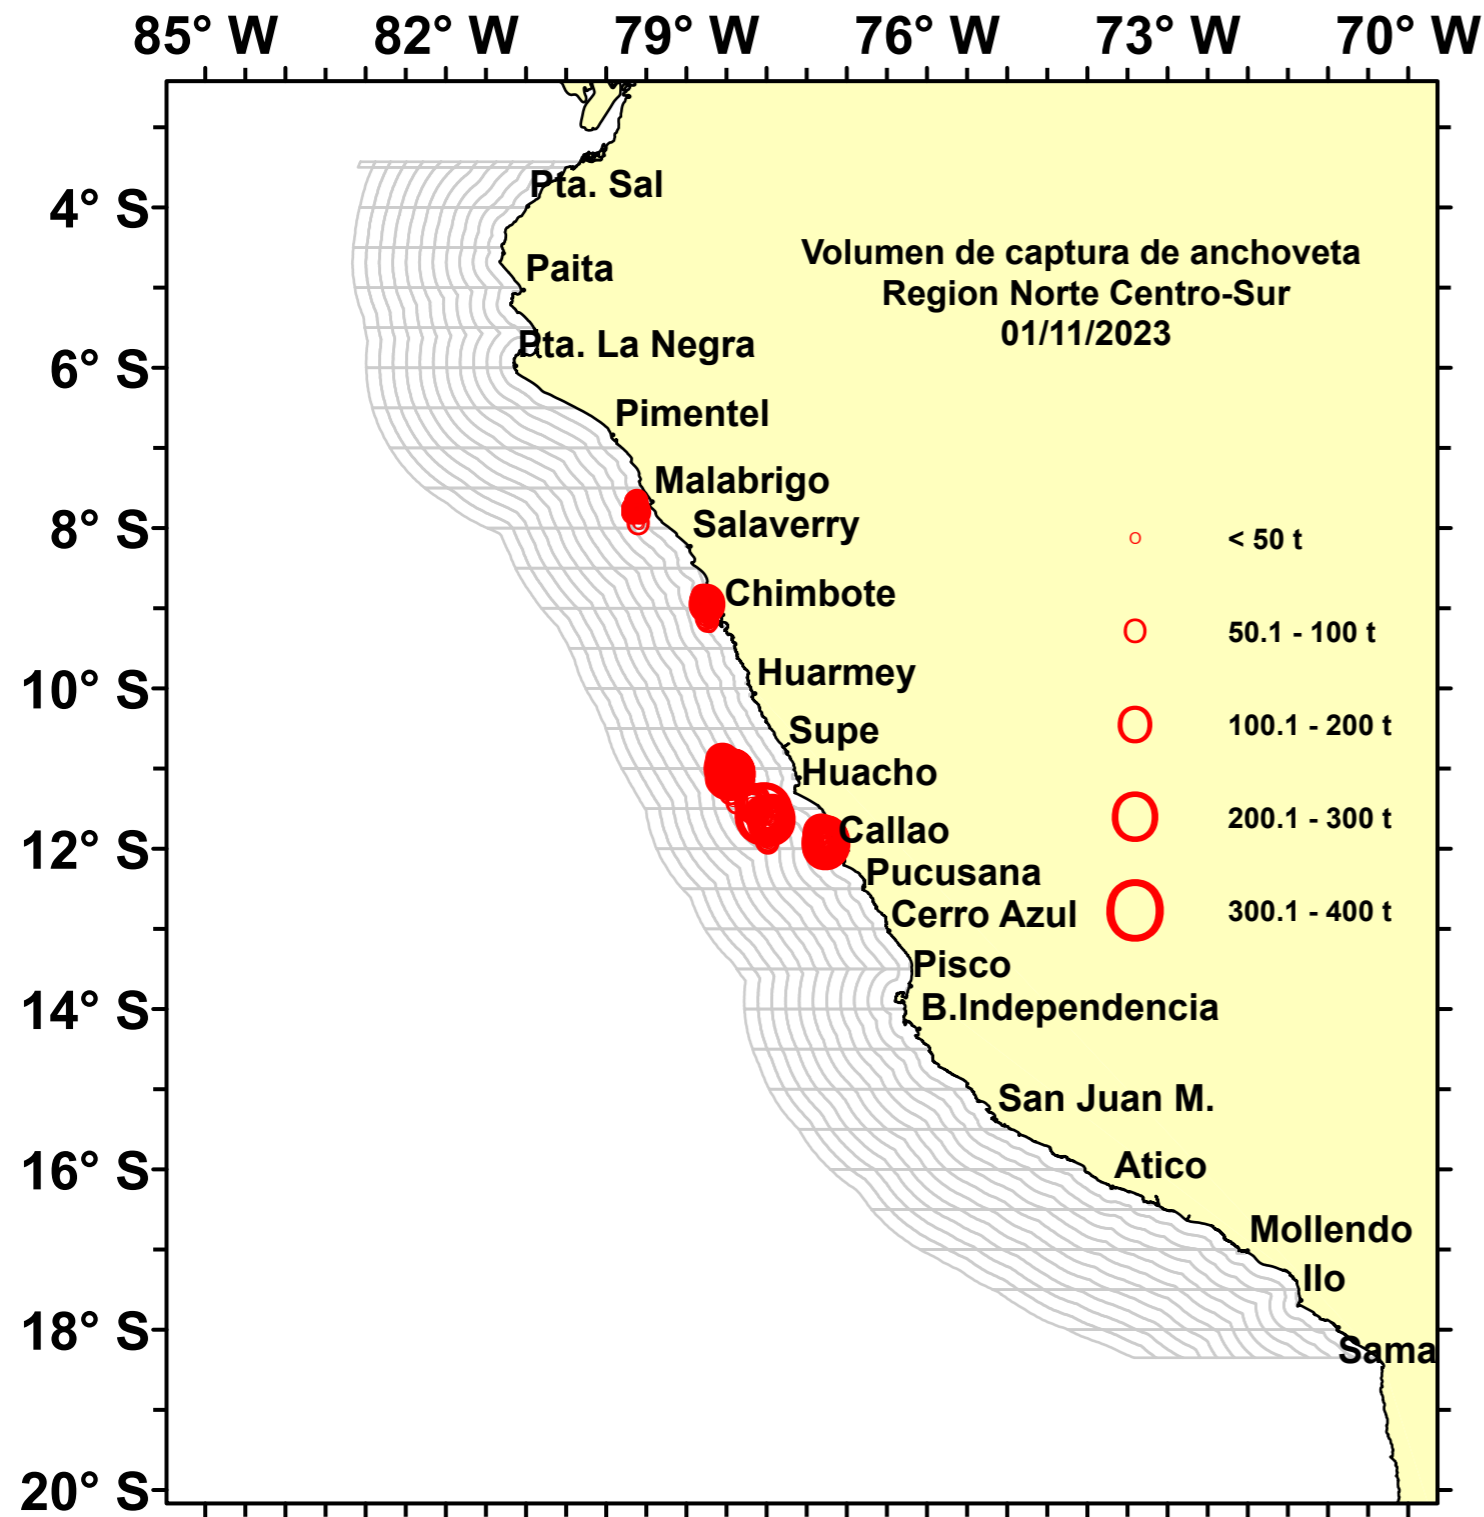 85° W 82° W 79° W 76° W 73° W 70° W
Pta. Sal
4° S
Volumen de captura de anchoveta
Region Norte Centro-Sur
01/11/2023
Paita
Pta. La Negra
6° S
Pimentel
Malabrigo
Salaverry
8° S
< 50 t
Chimbote
50.1 - 100 t
Huarmey
10° S
Supe
100.1 - 200 t
Huacho
200.1 - 300 t
Callao
12° S
Pucusana
Cerro Azul
300.1 - 400 t
Pisco
B.Independencia
14° S
San Juan M.
Atico
16° S
Mollendo
Ilo
18° S
Sama
20° S